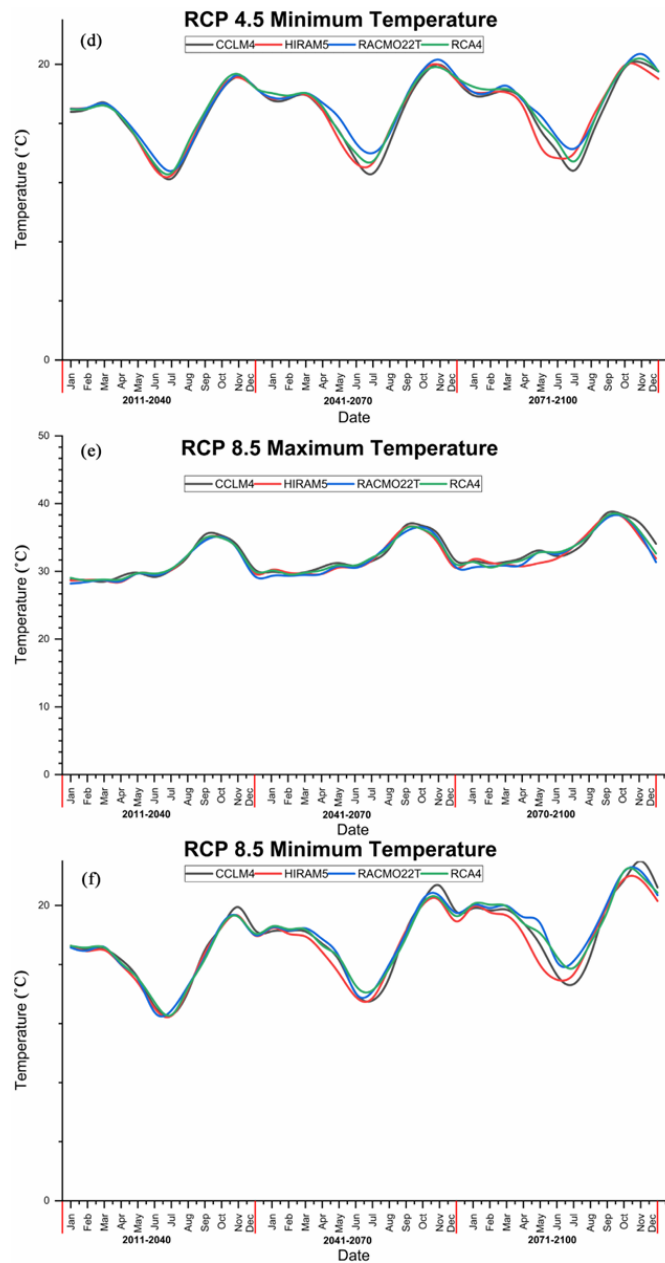 RCP 4.5 Minimum Temperature
(d)
CCLM4 HIRAM5 RACMO22T RCA4
20
0
Temperature (°C)
Jan Feb Mar Apr May Jun Jul Aug Sep Oct Nov Dec Jan Feb Mar Apr May Jun Jul Aug Sep Oct Nov Dec Jan Feb Mar Apr May Jun Jul Aug Sep Oct Nov Dec
2011-2040 2041-2070 2071-2100
Date
(e)
RCP 8.5 Maximum Temperature
CCLM4 HIRAM5 RACMO22T RCA4
50
40
30
20
10
0
Temperature (°C)
Jan Feb Mar Apr May Jun Jul Aug Sep Oct Nov Dec Jan Feb Mar Apr May Jun Jul Aug Sep Oct Nov Dec Jan Feb Mar Apr May Jun Jul Aug Sep Oct Nov Dec
2011-2040 2041-2070 2070-2100
Date
RCP 8.5 Minimum Temperature
(f)
CCLM4 HIRAM5 RACMO22T RCA4
20
0
Temperature (°C)
Jan Feb Mar Apr May Jun Jul Aug Sep Oct Nov Dec Jan Feb Mar Apr May Jun Jul Aug Sep Oct Nov Dec Jan Feb Mar Apr May Jun Jul Aug Sep Oct Nov Dec
2011-2040 2041-2070 2071-2100
Date